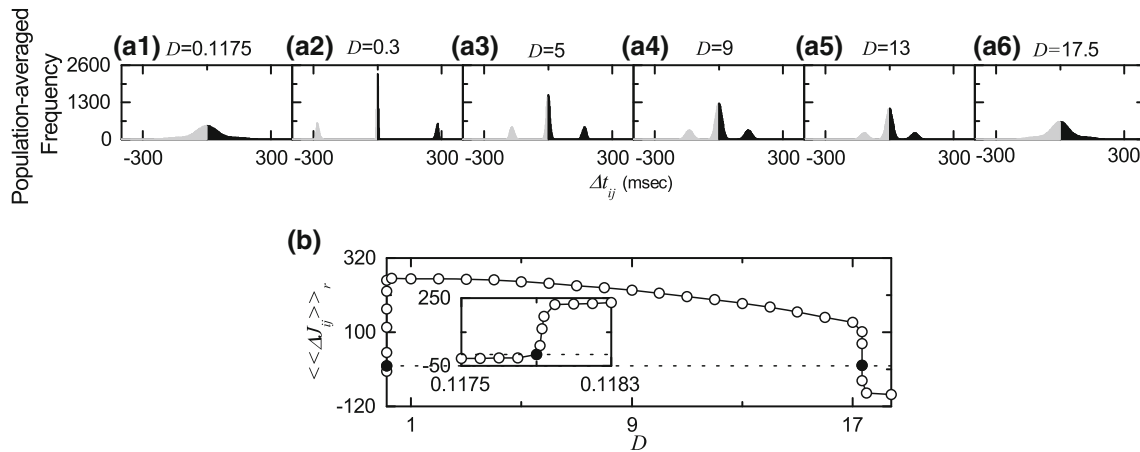 (a1) D=0.1175 (a2) D=0.3 (a3) D=5 (a4) D=9 (a5) D=13 (a6) D=17.5
Population-averaged
Frequency
2600
1300
0
-300 300 -300 300 -300 300 -300 300 -300 300 -300 300
Δt_ij (msec)
(b)
320
100
-120
<<ΔJ_ij>>_r
250
-50
0.1175 0.1183
1 9 17
D